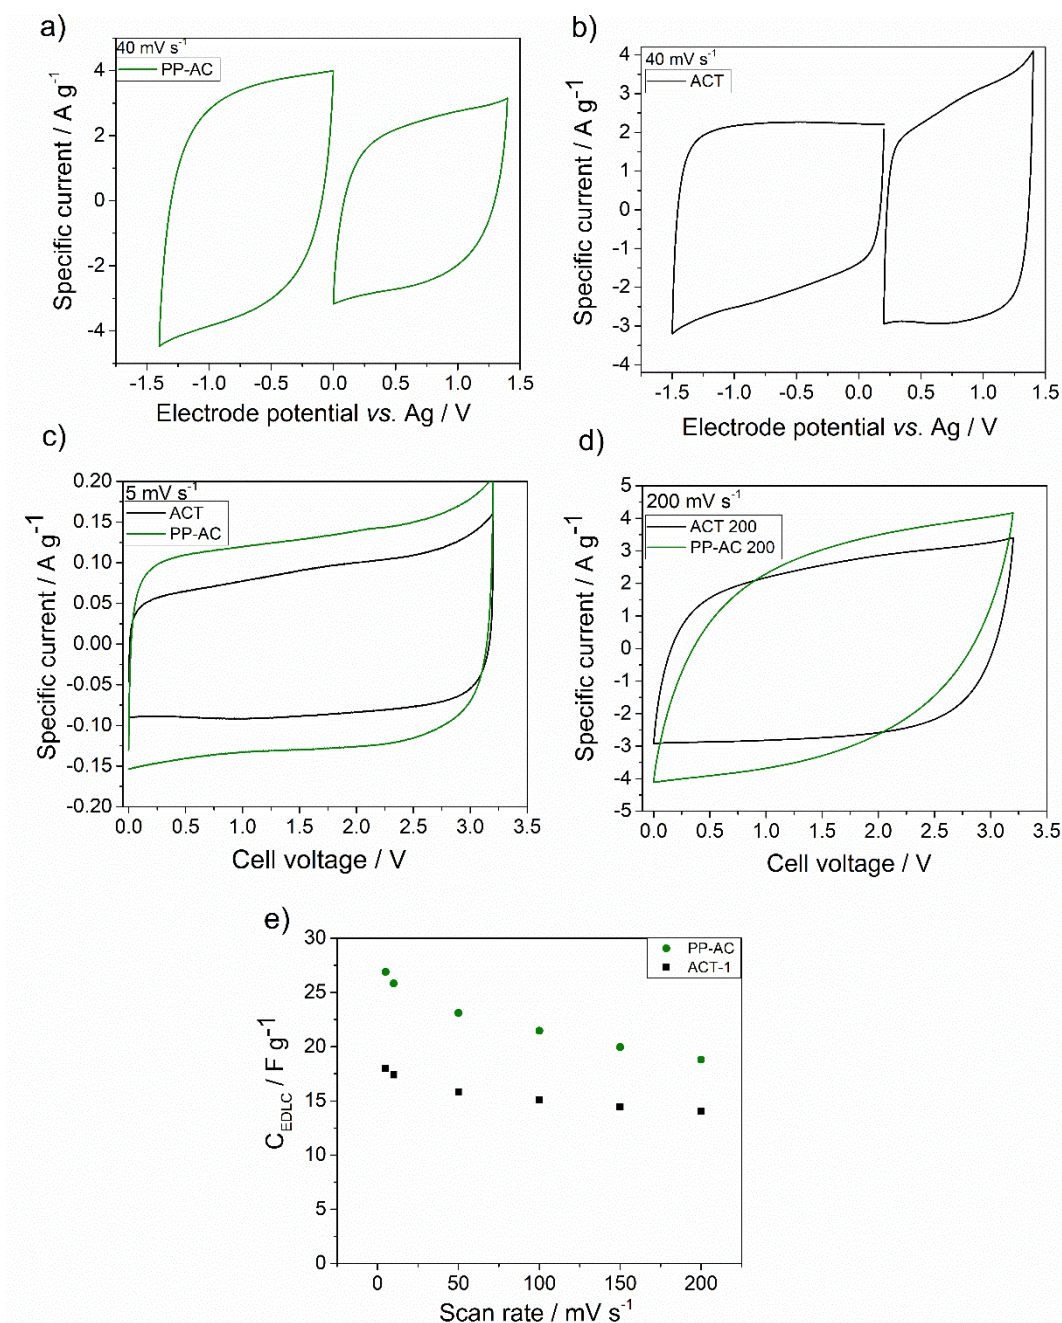 a)
40 mV s⁻¹
PP-AC
4
2
0
-2
-4
Specific current / A g⁻¹
-1.5 -1.0 -0.5 0.0 0.5 1.0 1.5
Electrode potential vs. Ag / V
b)
40 mV s⁻¹
ACT
4
3
2
1
0
-1
-2
-3
-4
Specific current / A g⁻¹
-1.5 -1.0 -0.5 0.0 0.5 1.0 1.5
Electrode potential vs. Ag / V
c)
5 mV s⁻¹
ACT
PP-AC
0.20
0.15
0.10
0.05
0.00
-0.05
-0.10
-0.15
-0.20
Specific current / A g⁻¹
0.0 0.5 1.0 1.5 2.0 2.5 3.0 3.5
Cell voltage / V
d)
200 mV s⁻¹
ACT 200
PP-AC 200
5
4
3
2
1
0
-1
-2
-3
-4
-5
Specific current / A g⁻¹
0.0 0.5 1.0 1.5 2.0 2.5 3.0 3.5
Cell voltage / V
e)
PP-AC
ACT-1
30
25
20
15
10
5
0
C_EDLC / F g⁻¹
0 50 100 150 200
Scan rate / mV s⁻¹